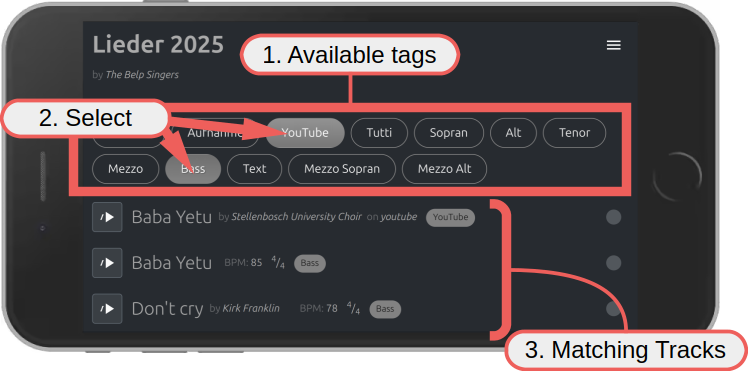 Lieder 2025
1. Available tags
by The Belp Singers
2. Select
Aufnahme YouTube Tutti Sopran Alt Tenor
Mezzo Bass Text Mezzo Sopran Mezzo Alt
Baba Yetu by Stellenbosch University Choir on youtube YouTube
Baba Yetu BPM: 85 4/4 Bass
Don't cry by Kirk Franklin BPM: 78 4/4 Bass
3. Matching Tracks